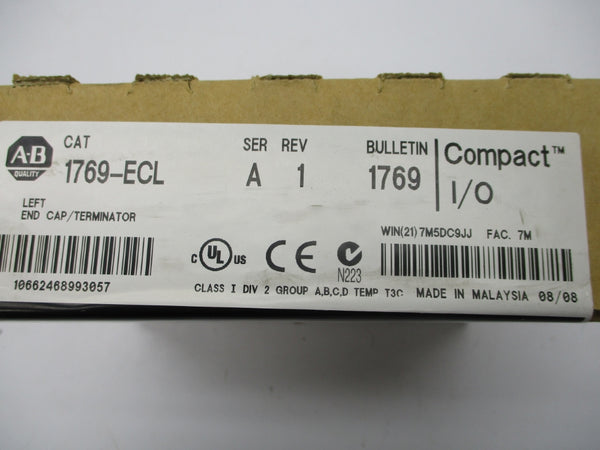 A-B
QUALITY
CAT
1769-ECL
SER REV
A 1
BULLETIN
1769
Compact™
I/O
LEFT
END CAP/TERMINATOR
WIN(21) 7M5DC9JJ FAC. 7M
C UL US
CE
N223
10662468993057
CLASS I DIV 2 GROUP A,B,C,D TEMP T3C MADE IN MALAYSIA 08/08